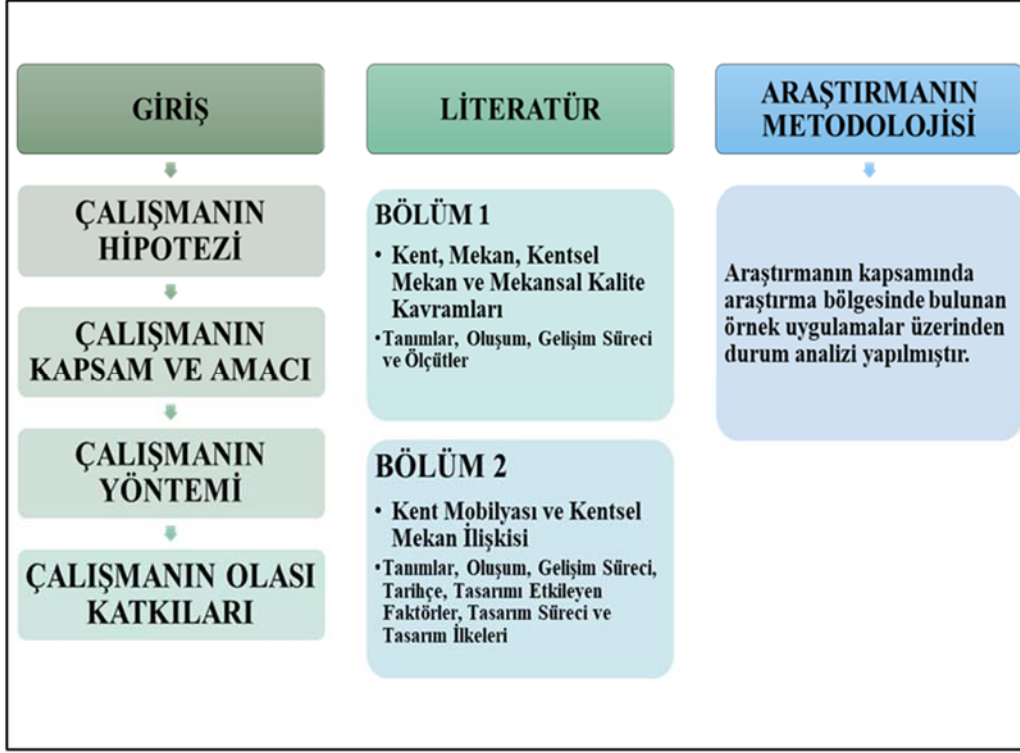 GİRİŞ
ÇALIŞMANIN
HİPOTEZİ
ÇALIŞMANIN
KAPSAM VE AMACI
ÇALIŞMANIN
YÖNTEMİ
ÇALIŞMANIN OLASI
KATKILARI
LİTERATÜR
BÖLÜM 1
• Kent, Mekan, Kentsel
Mekan ve Mekansal Kalite
Kavramları
•Tanımlar, Oluşum, Gelişim Süreci
ve Ölçütler
BÖLÜM 2
• Kent Mobilyası ve Kentsel
Mekan İlişkisi
•Tanımlar, Oluşum, Gelişim Süreci,
Tarihçe, Tasarımı Etkileyen
Faktörler, Tasarım Süreci ve
Tasarım İlkeleri
ARAŞTIRMANIN
METODOLOJİSİ
Araştırmanın kapsamında
araştırma bölgesinde bulunan
örnek uygulamalar üzerinden
durum analizi yapılmıştır.